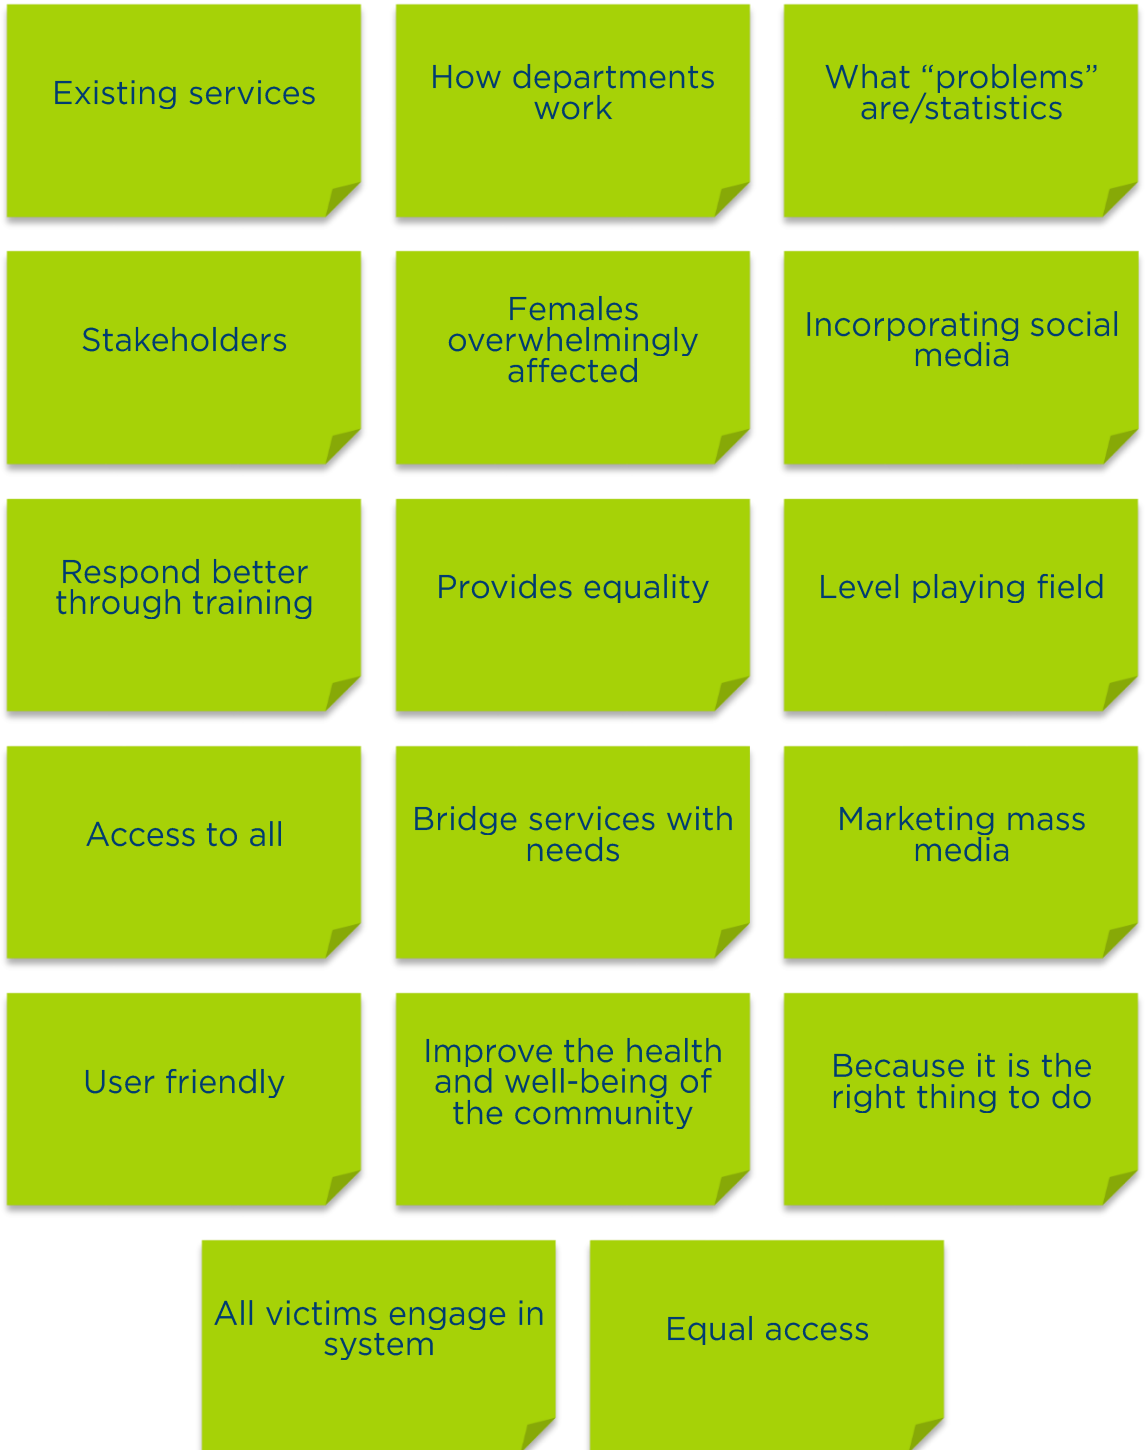 Existing services
How departments
work
What “problems”
are/statistics
Stakeholders
Females
overwhelmingly
affected
Incorporating social
media
Respond better
through training
Provides equality
Level playing field
Access to all
Bridge services with
needs
Marketing mass
media
User friendly
Improve the health
and well-being of
the community
Because it is the
right thing to do
All victims engage in
system
Equal access